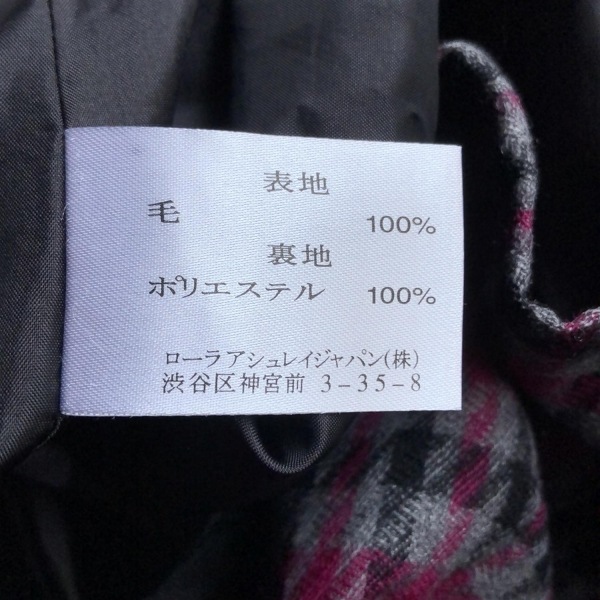 表地
毛 100%
裏地
ポリエステル 100%
ローラアシュレイジャパン(株)
渋谷区神宮前 3-35-8